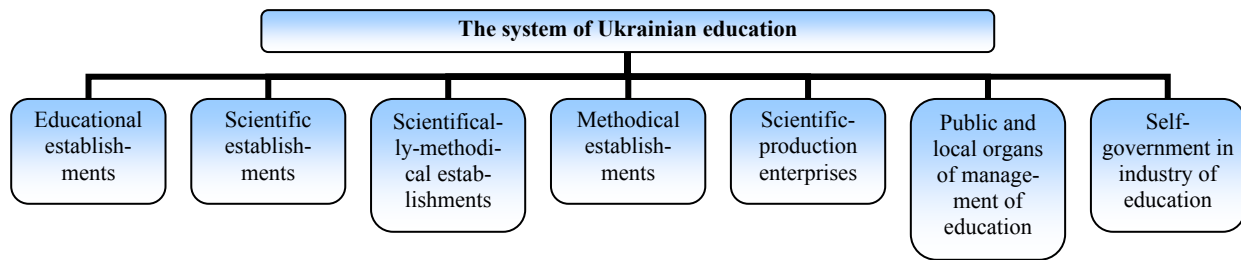 The system of Ukrainian education
Educational
establish-
ments
Scientific
establish-
ments
Scientifical-
ly-methodi-
cal estab-
lishments
Methodical
establish-
ments
Scientific-
production
enterprises
Public and
local organs
of manage-
ment of
education
Self-
government in
industry of
education